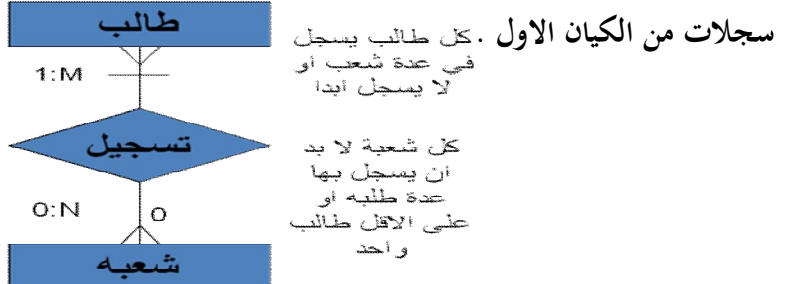 سجلات من الكيان الاول .
طالب
كل طالب يسجل
في عدة شعب او
لا يسجل ابدا
1:M
تسجيل
كل شعبة لا بد
ان يسجل بها
عدة طلبه او
على الاقل طالب
واحد
0:N
0
شعبه